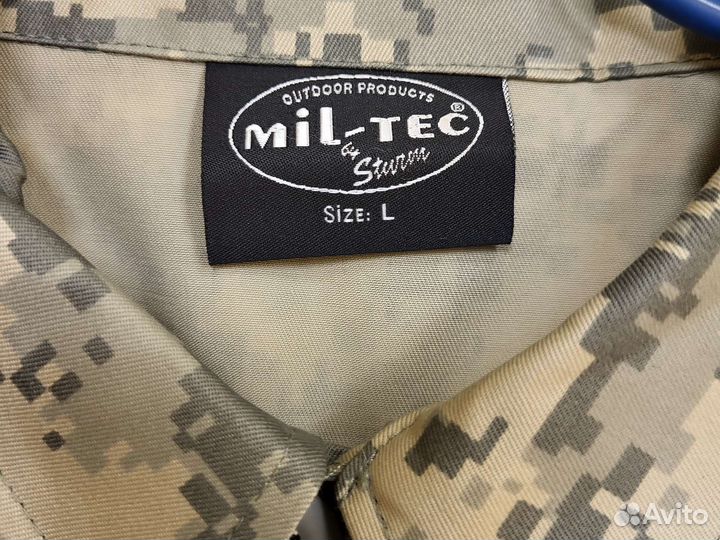 OUTDOOR PRODUCTS
MiL-TEC®
by Sturm
SiZE: L
Avito